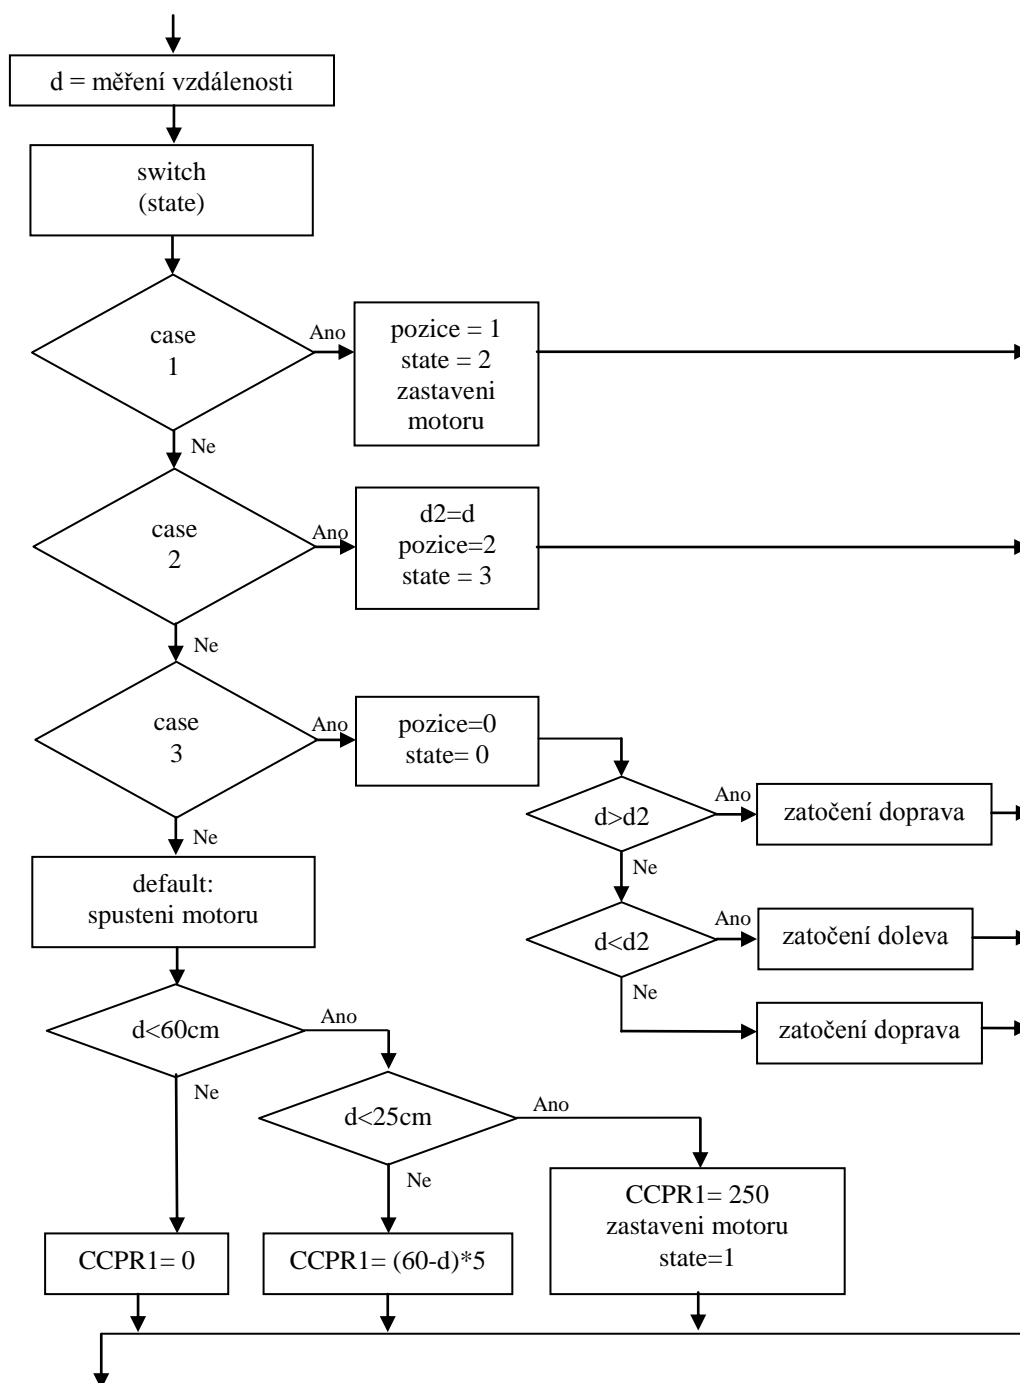 d = měření vzdálenosti
switch
(state)
case
1
Ano
pozice = 1
state = 2
zastaveni
motoru
Ne
case
2
Ano
d2=d
pozice=2
state = 3
Ne
case
3
Ano
pozice=0
state= 0
d>d2
Ano
zatočení doprava
Ne
d<d2
Ano
zatočení doleva
Ne
zatočení doprava
Ne
default:
spusteni motoru
d<60cm
Ano
Ne
d<25cm
Ano
Ne
CCPR1= 250
zastaveni motoru
state=1
CCPR1= 0
CCPR1= (60-d)*5